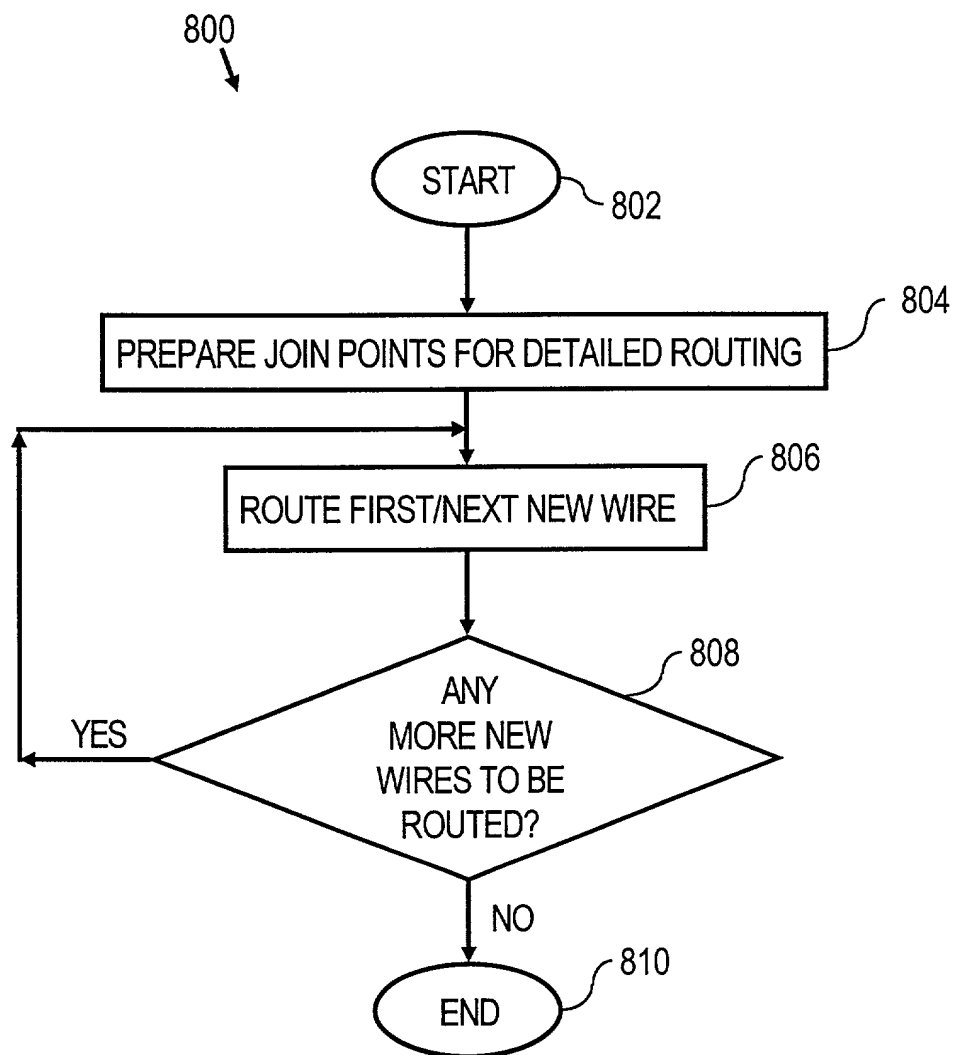 800
START
802
804
PREPARE JOIN POINTS FOR DETAILED ROUTING
806
ROUTE FIRST/NEXT NEW WIRE
808
ANY
MORE NEW
WIRES TO BE
ROUTED?
YES
NO
810
END